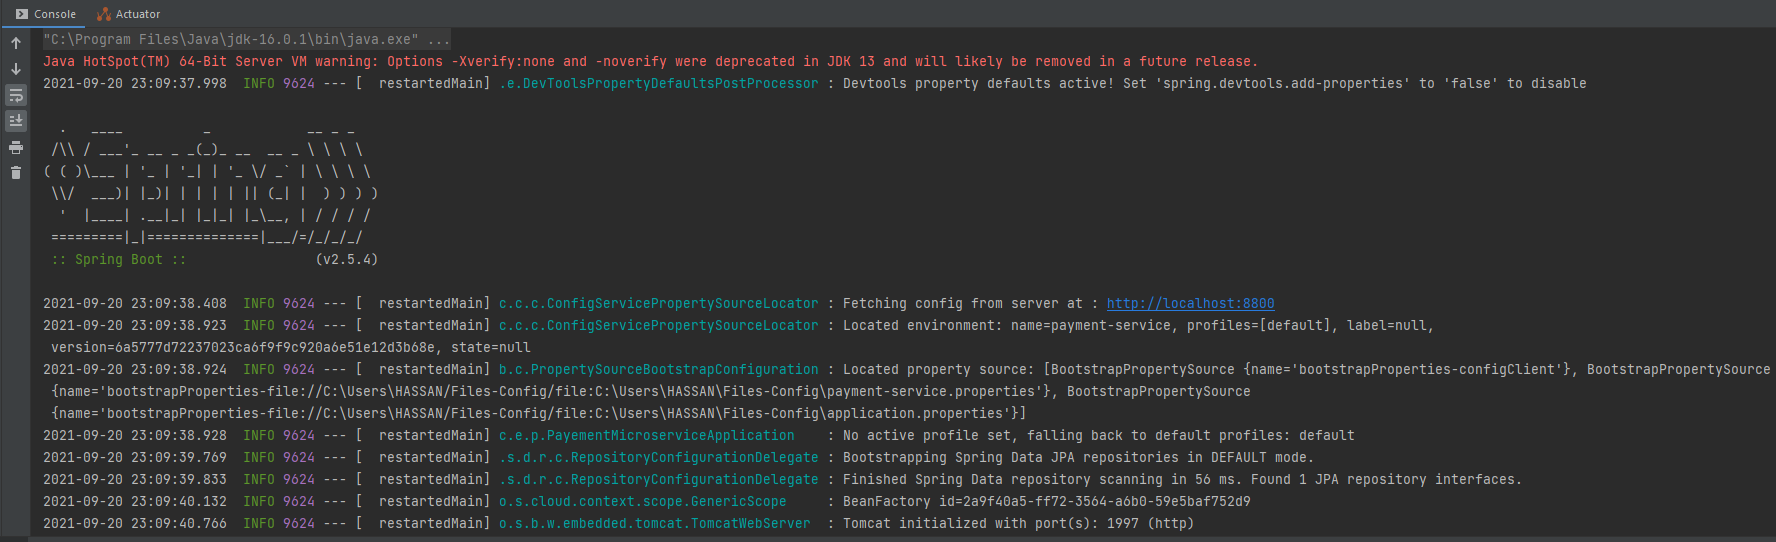 Console Actuator
"C:\Program Files\Java\jdk-16.0.1\bin\java.exe" ...
Java HotSpot(TM) 64-Bit Server VM warning: Options -Xverify:none and -noverify were deprecated in JDK 13 and will likely be removed in a future release.
2021-09-20 23:09:37.998  INFO 9624 --- [  restartedMain] .e.DevToolsPropertyDefaultsPostProcessor : Devtools property defaults active! Set 'spring.devtools.add-properties' to 'false' to disable
  .   ____          _            __ _ _
 /\\ / ___'_ __ _ _(_)_ __  __ _ \ \ \ \
( ( )\___ | '_ | '_| | '_ \/ _` | \ \ \ \
 \\/  ___)| |_)| | | | | || (_| |  ) ) ) )
  '  |____| .__|_| |_|_| |_\__, | / / / /
 =========|_|==============|___/=/_/_/_/
 :: Spring Boot ::                (v2.5.4)
2021-09-20 23:09:38.408  INFO 9624 --- [  restartedMain] c.c.c.ConfigServicePropertySourceLocator : Fetching config from server at : http://localhost:8800
2021-09-20 23:09:38.923  INFO 9624 --- [  restartedMain] c.c.c.ConfigServicePropertySourceLocator : Located environment: name=payment-service, profiles=[default], label=null,
 version=6a5777d72237023ca6f9f9c920a6e51e12d3b68e, state=null
2021-09-20 23:09:38.924  INFO 9624 --- [  restartedMain] b.c.PropertySourceBootstrapConfiguration : Located property source: [BootstrapPropertySource {name='bootstrapProperties-configClient'}, BootstrapPropertySource
 {name='bootstrapProperties-file://C:\Users\HASSAN/Files-Config/file:C:\Users\HASSAN\Files-Config\payment-service.properties'}, BootstrapPropertySource
 {name='bootstrapProperties-file://C:\Users\HASSAN/Files-Config/file:C:\Users\HASSAN\Files-Config\application.properties'}]
2021-09-20 23:09:38.928  INFO 9624 --- [  restartedMain] c.e.p.PayementMicroserviceApplication    : No active profile set, falling back to default profiles: default
2021-09-20 23:09:39.769  INFO 9624 --- [  restartedMain] .s.d.r.c.RepositoryConfigurationDelegate : Bootstrapping Spring Data JPA repositories in DEFAULT mode.
2021-09-20 23:09:39.833  INFO 9624 --- [  restartedMain] .s.d.r.c.RepositoryConfigurationDelegate : Finished Spring Data repository scanning in 56 ms. Found 1 JPA repository interfaces.
2021-09-20 23:09:40.132  INFO 9624 --- [  restartedMain] o.s.cloud.context.scope.GenericScope     : BeanFactory id=2a9f40a5-ff72-3564-a6b0-59e5baf752d9
2021-09-20 23:09:40.766  INFO 9624 --- [  restartedMain] o.s.b.w.embedded.tomcat.TomcatWebServer  : Tomcat initialized with port(s): 1997 (http)